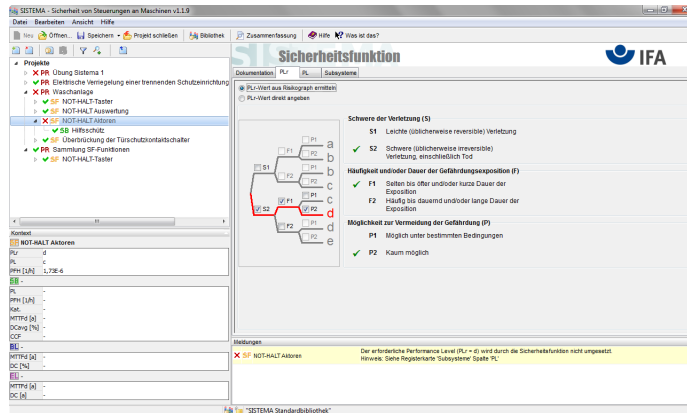 SISTEMA - Sicherheit von Steuerungen an Maschinen v1.1.9
Datei Bearbeiten Ansicht Hilfe
Neu Öffnen... Speichern Projekt schließen Bibliothek Zusammenfassung Hilfe Was ist das?
SISTEMA
Sicherheitsfunktion
IFA
Projekte
PR Übung Sistema 1
PR Elektrische Verriegelung einer trennenden Schutzeinrichtung
PR Waschanlage
SF NOT-HALT-Taster
SF NOT-HALT Auswertung
SF NOT-HALT Aktoren
SB Hilfsschütz
SF Überbrückung der Türschutzkontaktschalter
PR Sammlung SF-Funktionen
SF NOT-HALT-Taster
Kontext
SF NOT-HALT Aktoren
PLr d
PL c
PFH [1/h] 1,73E-6
SB -
PL -
PFH [1/h] -
Kat. -
MTTFd [a] -
DCavg [%] -
CCF -
BL -
MTTFd [a] -
DC [%] -
EL -
MTTFd [a] -
DC [a] -
Dokumentation PLr PL Subsysteme
PLr-Wert aus Risikograph ermitteln
PLr-Wert direkt angeben
P1 a
F1
P2 b
S1
P1 b
F2
P2 c
P1 c
F1
S2
P2 d
P1 d
F2
P2 e
Schwere der Verletzung (S)
S1 Leichte (üblicherweise reversible) Verletzung
S2 Schwere (üblicherweise irreversible)
Verletzung, einschließlich Tod
Häufigkeit und/oder Dauer der Gefährdungsexposition (F)
F1 Selten bis öfter und/oder kurze Dauer der
Exposition
F2 Häufig bis dauernd und/oder lange Dauer der
Exposition
Möglichkeit zur Vermeidung der Gefährdung (P)
P1 Möglich unter bestimmten Bedingungen
P2 Kaum möglich
Meldungen
SF NOT-HALT Aktoren
Der erforderliche Performance Level (PLr = d) wird durch die Sicherheitsfunktion nicht umgesetzt.
Hinweis: Siehe Registerkarte 'Subsysteme' Spalte 'PL'
"SISTEMA Standardbibliothek"